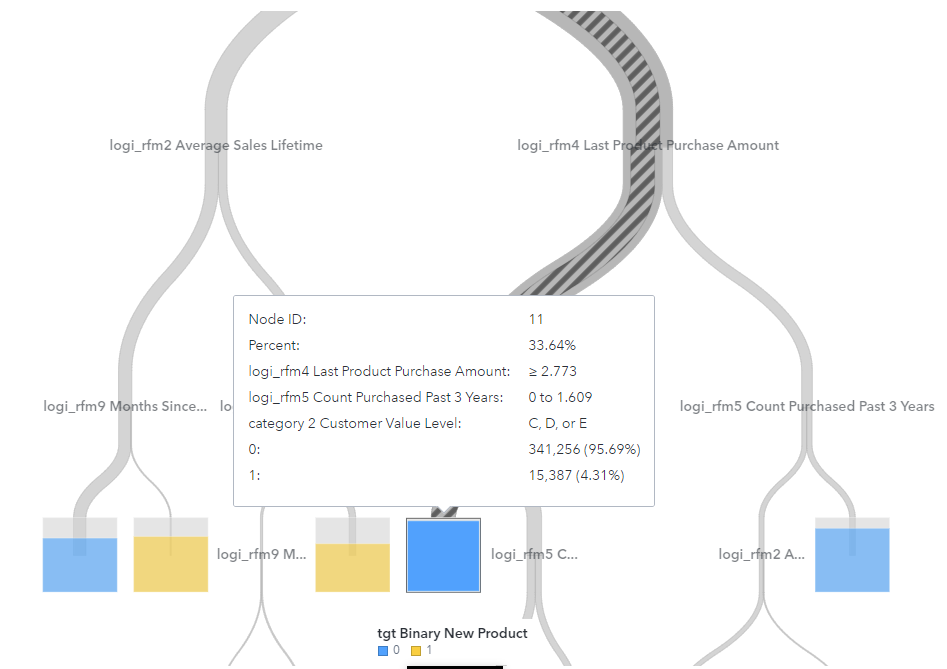 logi_rfm2 Average Sales Lifetime
logi_rfm4 Last Product Purchase Amount
Node ID: 11
Percent: 33.64%
logi_rfm4 Last Product Purchase Amount: ≥ 2.773
logi_rfm5 Count Purchased Past 3 Years: 0 to 1.609
category 2 Customer Value Level: C, D, or E
0: 341,256 (95.69%)
1: 15,387 (4.31%)
logi_rfm9 Months Since...
lo
logi_rfm5 Count Purchased Past 3 Years
logi_rfm9 M...
logi_rfm5 C...
logi_rfm2 A...
tgt Binary New Product
0 1